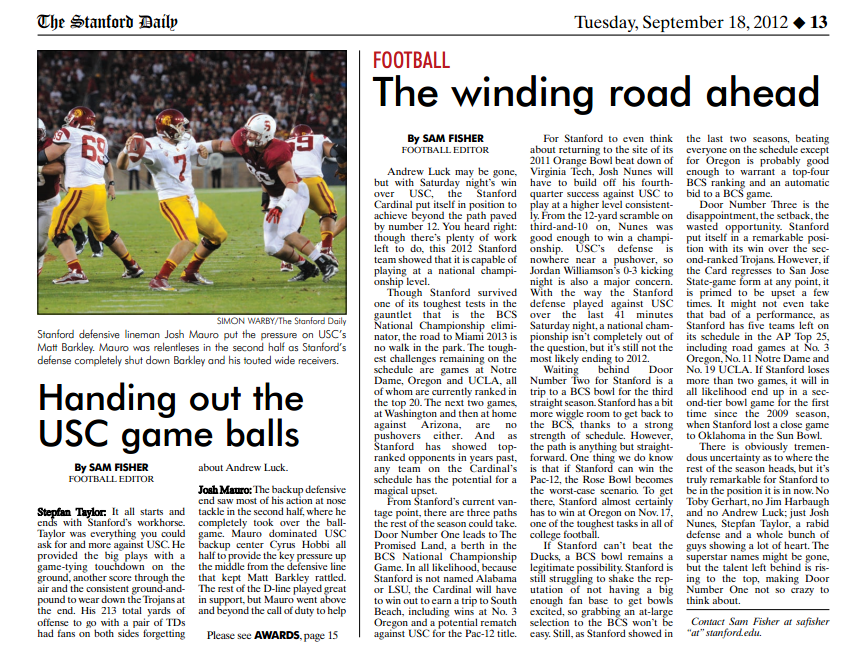 The Stanford Daily
Tuesday, September 18, 2012 ◆ 13
SIMON WARBY/The Stanford Daily
Stanford defensive lineman Josh Mauro put the pressure on USC's
Matt Barkley. Mauro was relentleses in the second half as Stanford's
defense completely shut down Barkley and his touted wide receivers.
Handing out the
USC game balls
By SAM FISHER
FOOTBALL EDITOR
Stepfan Taylor: It all starts and
ends with Stanford's workhorse.
Taylor was everything you could
ask for and more against USC. He
provided the big plays with a
game-tying touchdown on the
ground, another score through the
air and the consistent ground-and-
pound to wear down the Trojans at
the end. His 213 total yards of
offense to go with a pair of TDs
had fans on both sides forgetting
about Andrew Luck.
Josh Mauro: The backup defensive
end saw most of his action at nose
tackle in the second half, where he
completely took over the ball-
game. Mauro dominated USC
backup center Cyrus Hobbi all
half to provide the key pressure up
the middle from the defensive line
that kept Matt Barkley rattled.
The rest of the D-line played great
in support, but Mauro went above
and beyond the call of duty to help
Please see AWARDS, page 15
FOOTBALL
The winding road ahead
By SAM FISHER
FOOTBALL EDITOR
Andrew Luck may be gone,
but with Saturday night's win
over USC, the Stanford
Cardinal put itself in position to
achieve beyond the path paved
by number 12. You heard right:
though there's plenty of work
left to do, this 2012 Stanford
team showed that it is capable of
playing at a national champi-
onship level.
Though Stanford survived
one of its toughest tests in the
gauntlet that is the BCS
National Championship elimi-
nator, the road to Miami 2013 is
no walk in the park. The tough-
est challenges remaining on the
schedule are games at Notre
Dame, Oregon and UCLA, all
of whom are currently ranked in
the top 20. The next two games,
at Washington and then at home
against Arizona, are no
pushovers either. And as
Stanford has showed top-
ranked opponents in years past,
any team on the Cardinal's
schedule has the potential for a
magical upset.
From Stanford's current van-
tage point, there are three paths
the rest of the season could take.
Door Number One leads to The
Promised Land, a berth in the
BCS National Championship
Game. In all likelihood, because
Stanford is not named Alabama
or LSU, the Cardinal will have
to win out to earn a trip to South
Beach, including wins at No. 3
Oregon and a potential rematch
against USC for the Pac-12 title.
For Stanford to even think
about returning to the site of its
2011 Orange Bowl beat down of
Virginia Tech, Josh Nunes will
have to build off his fourth-
quarter success against USC to
play at a higher level consistent-
ly. From the 12-yard scramble on
third-and-10 on, Nunes was
good enough to win a champi-
onship. USC's defense is
nowhere near a pushover, so
Jordan Williamson's 0-3 kicking
night is also a major concern.
With the way the Stanford
defense played against USC
over the last 41 minutes
Saturday night, a national cham-
pionship isn't completely out of
the question, but it's still not the
most likely ending to 2012.
Waiting behind Door
Number Two for Stanford is a
trip to a BCS bowl for the third
straight season. Stanford has a bit
more wiggle room to get back to
the BCS, thanks to a strong
strength of schedule. However,
the path is anything but straight-
forward. One thing we do know
is that if Stanford can win the
Pac-12, the Rose Bowl becomes
the worst-case scenario. To get
there, Stanford almost certainly
has to win at Oregon on Nov. 17,
one of the toughest tasks in all of
college football.
If Stanford can't beat the
Ducks, a BCS bowl remains a
legitimate possibility. Stanford is
still struggling to shake the rep-
utation of not having a big
enough fan base to get bowls
excited, so grabbing an at-large
selection to the BCS won't be
easy. Still, as Stanford showed in
the last two seasons, beating
everyone on the schedule except
for Oregon is probably good
enough to warrant a top-four
BCS ranking and an automatic
bid to a BCS game.
Door Number Three is the
disappointment, the setback, the
wasted opportunity. Stanford
put itself in a remarkable posi-
tion with its win over the sec-
ond-ranked Trojans. However, if
the Card regresses to San Jose
State-game form at any point, it
is primed to be upset a few
times. It might not even take
that bad of a performance, as
Stanford has five teams left on
its schedule in the AP Top 25,
including road games at No. 3
Oregon, No. 11 Notre Dame and
No. 19 UCLA. If Stanford loses
more than two games, it will in
all likelihood end up in a sec-
ond-tier bowl game for the first
time since the 2009 season,
when Stanford lost a close game
to Oklahoma in the Sun Bowl.
There is obviously tremen-
dous uncertainty as to where the
rest of the season heads, but it's
truly remarkable for Stanford to
be in the position it is in now. No
Toby Gerhart, no Jim Harbaugh
and no Andrew Luck; just Josh
Nunes, Stepfan Taylor, a rabid
defense and a whole bunch of
guys showing a lot of heart. The
superstar names might be gone,
but the talent left behind is ris-
ing to the top, making Door
Number One not so crazy to
think about.
Contact Sam Fisher at safisher
"at" stanford.edu.
69
7
S